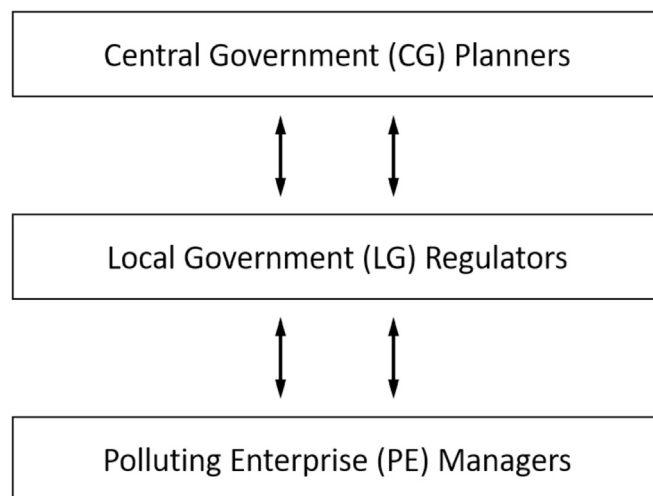 Central Government (CG) Planners
Local Government (LG) Regulators
Polluting Enterprise (PE) Managers